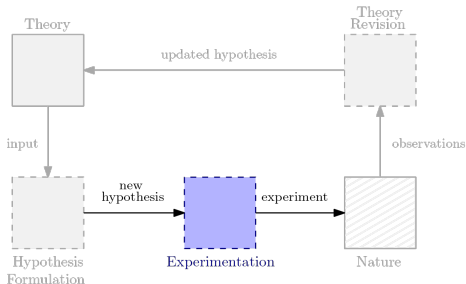 Theory
Theory
Revision
updated hypothesis
input
observations
new
hypothesis
experiment
Hypothesis
Formulation
Experimentation
Nature